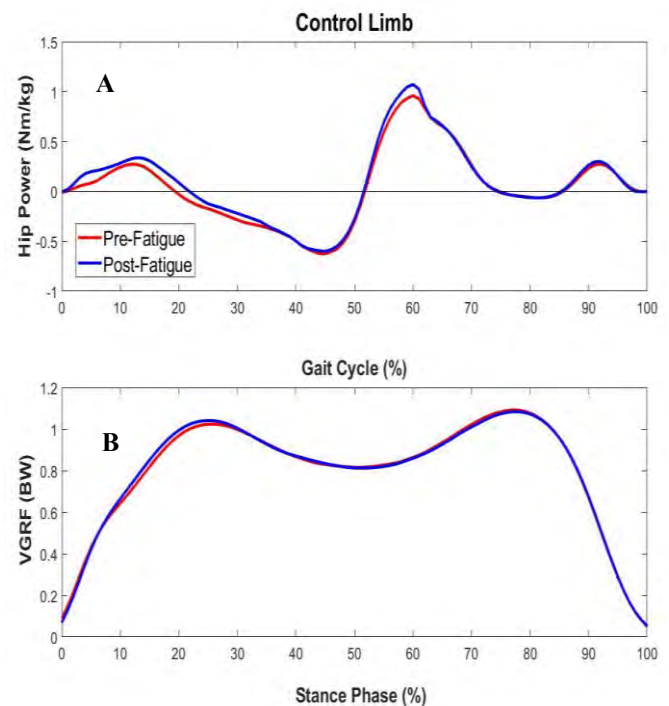 Control Limb
A
Hip Power (Nm/kg)
1.5
1
0.5
0
-0.5
-1
Pre-Fatigue
Post-Fatigue
0 10 20 30 40 50 60 70 80 90 100
Gait Cycle (%)
B
VGRF (BW)
1.2
1
0.8
0.6
0.4
0.2
0
0 10 20 30 40 50 60 70 80 90 100
Stance Phase (%)